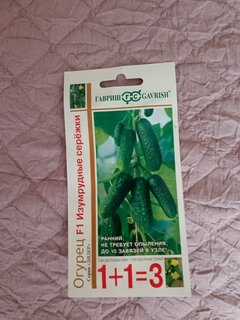 ГАВРИШ GAVRISH®
Огурец F1 Изумрудные серёжки
РАННИЙ,
НЕ ТРЕБУЕТ ОПЫЛЕНИЯ,
ДО 10 ЗАВЯЗЕЙ В УЗЛЕ!
1+1=3